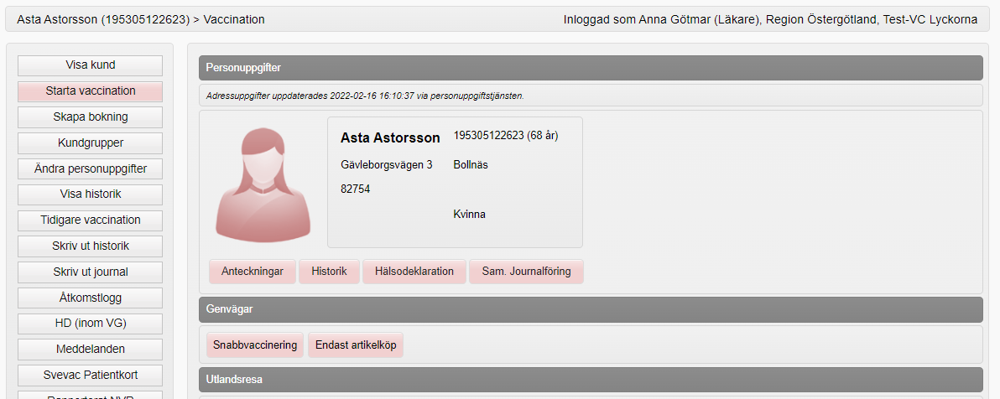 Asta Astorsson (195305122623) > Vaccination
Inloggad som Anna Götmar (Läkare), Region Östergötland, Test-VC Lyckorna
Visa kund
Starta vaccination
Skapa bokning
Kundgrupper
Ändra personuppgifter
Visa historik
Tidigare vaccination
Skriv ut historik
Skriv ut journal
Åtkomstlogg
HD (inom VG)
Meddelanden
Svevac Patientkort
Personuppgifter
Adressuppgifter uppdaterades 2022-02-16 16:10:37 via personuppgiftstjänsten.
Asta Astorsson 195305122623 (68 år)
Gävleborgsvägen 3 Bollnäs
82754
Kvinna
Anteckningar Historik Hälsodeklaration Sam. Journalföring
Genvägar
Snabbvaccinering Endast artikelköp
Utlandsresa